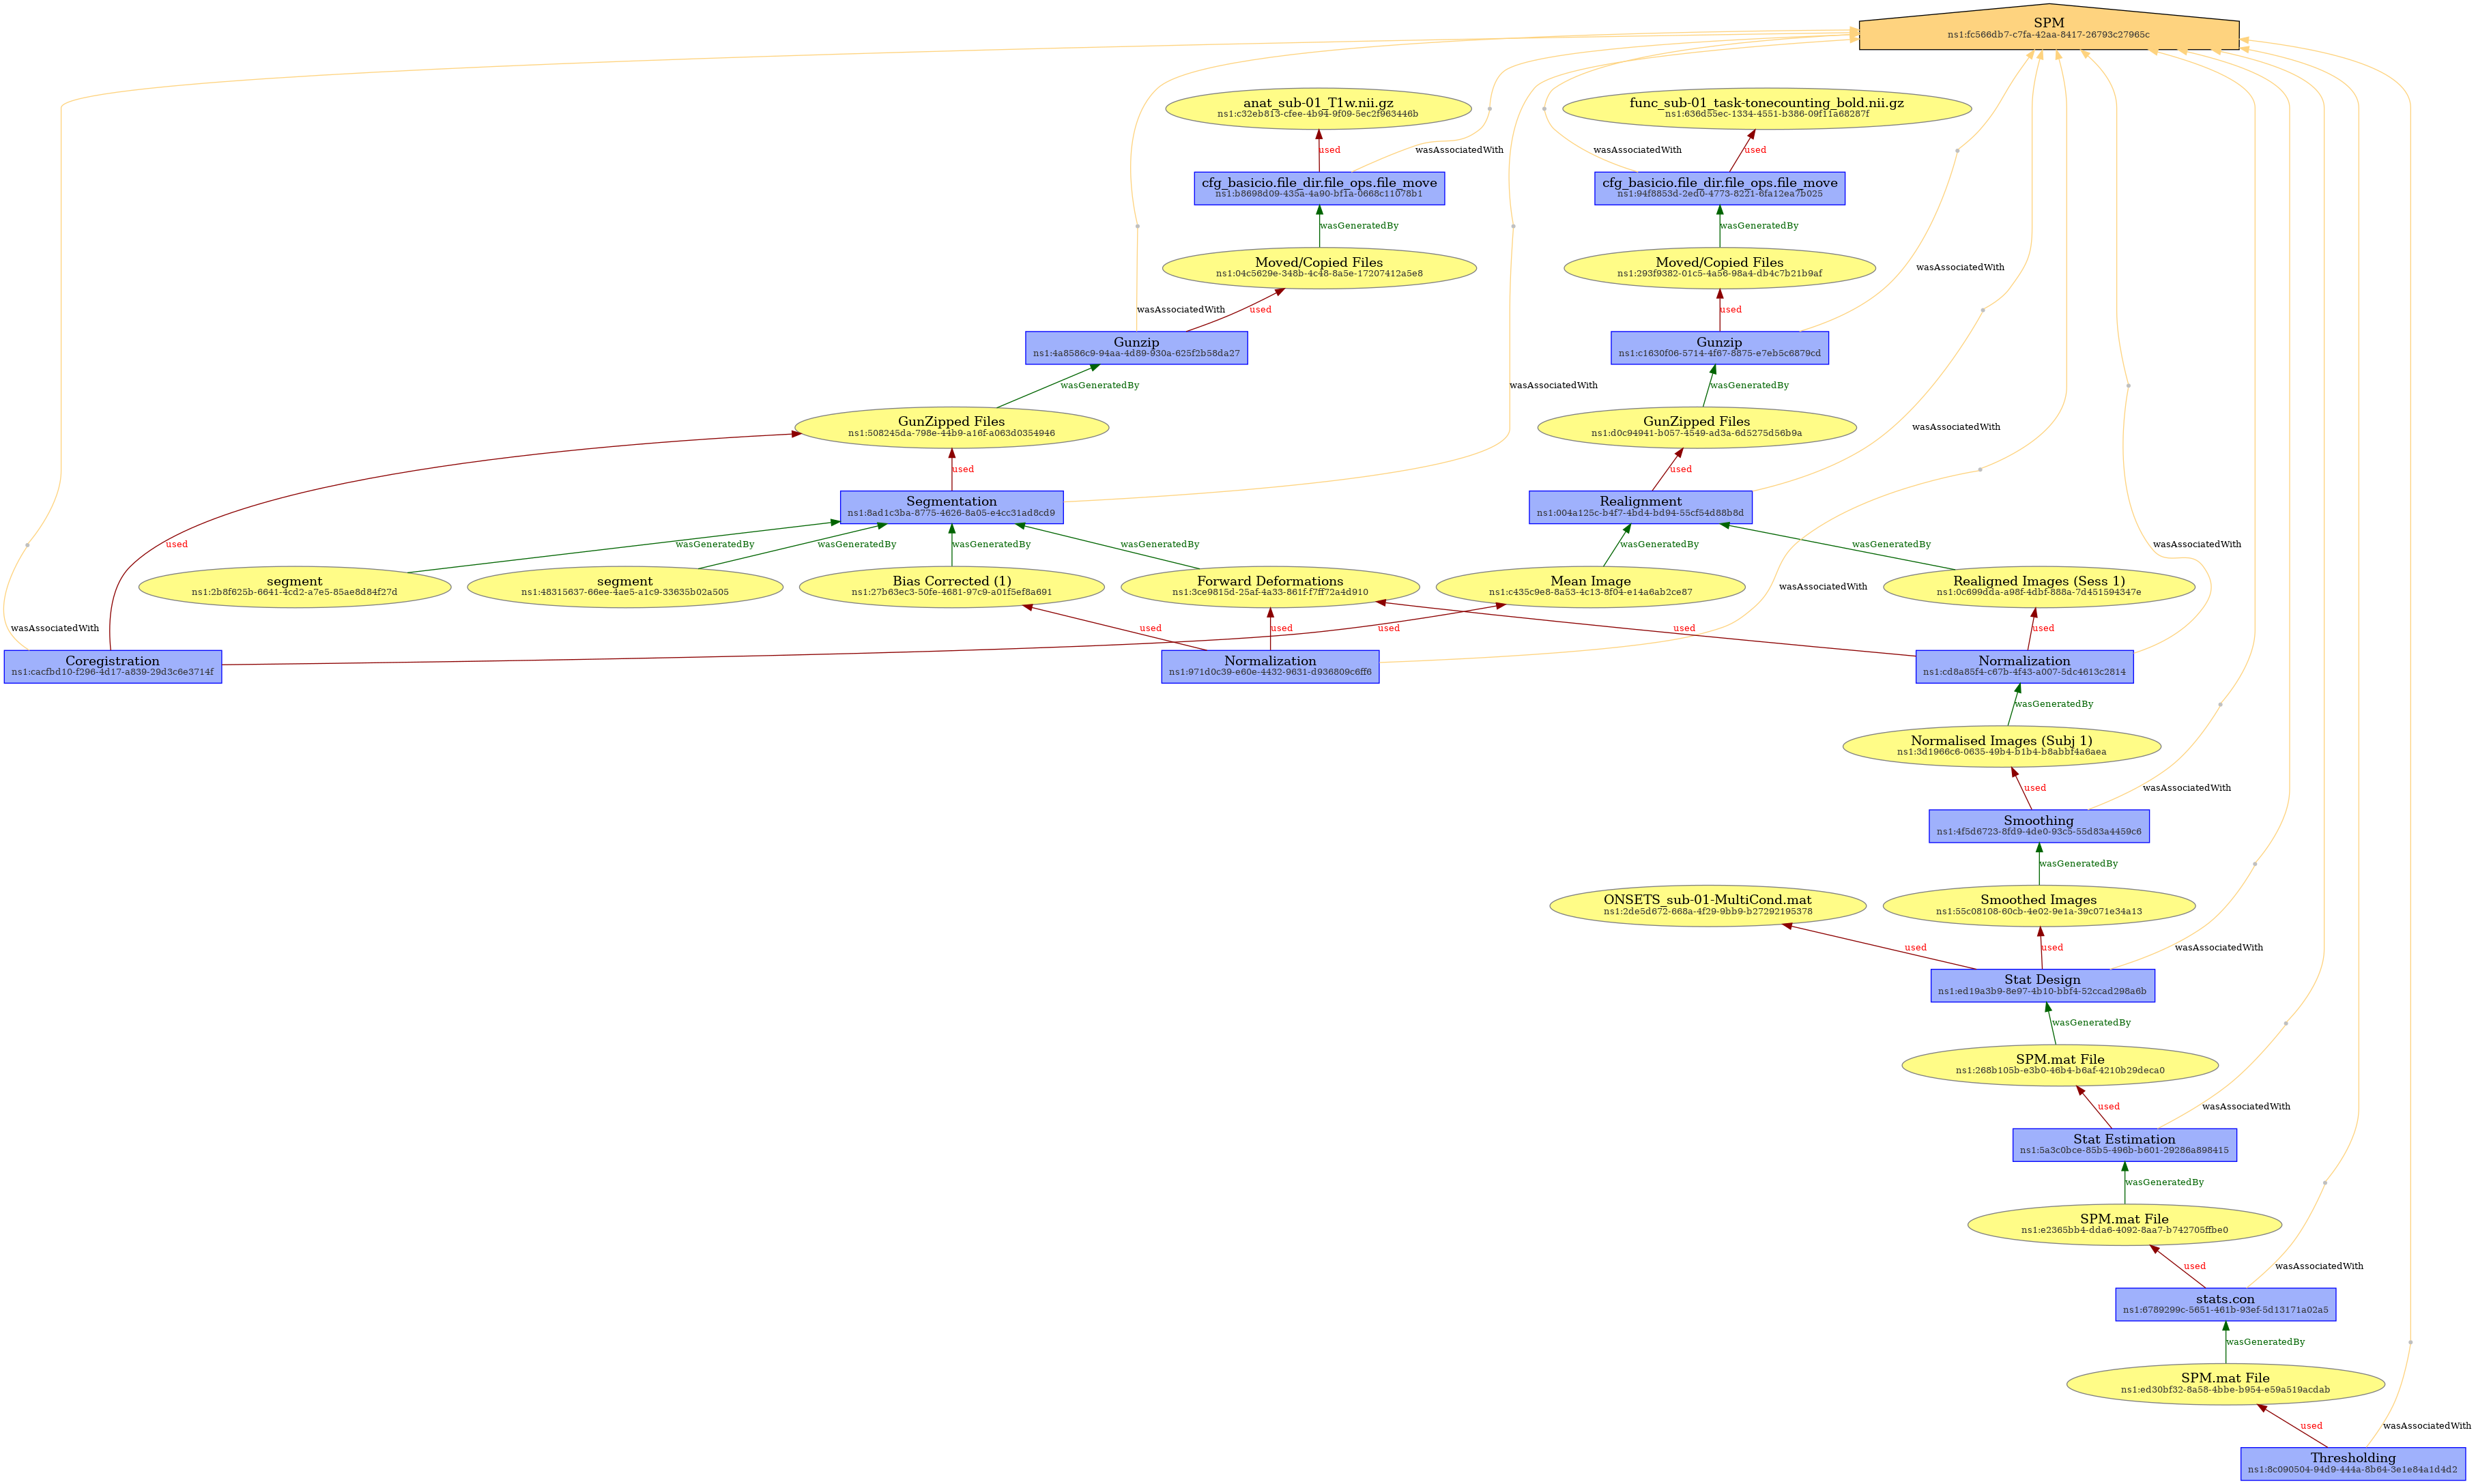 SPM
ns1:fc566db7-c7fa-42aa-8417-26793c27965c
anat_sub-01_T1w.nii.gz
ns1:c32eb813-cfee-4b94-9f09-5ec2f963446b
func_sub-01_task-tonecounting_bold.nii.gz
ns1:636d55ec-1334-4551-b386-09f11a68287f
used
wasAssociatedWith
wasAssociatedWith
used
cfg_basicio.file_dir.file_ops.file_move
ns1:b8698d09-435a-4a90-bf1a-0668c11078b1
cfg_basicio.file_dir.file_ops.file_move
ns1:94f8853d-2ed0-4773-8221-6fa12ea7b025
wasGeneratedBy
wasGeneratedBy
Moved/Copied Files
ns1:04c5629e-348b-4c48-8a5e-17207412a5e8
Moved/Copied Files
ns1:293f9382-01c5-4a56-98a4-db4c7b21b9af
wasAssociatedWith
wasAssociatedWith
used
used
Gunzip
ns1:4a8586c9-94aa-4d89-930a-625f2b58da27
Gunzip
ns1:c1630f06-5714-4f67-8875-e7eb5c6879cd
wasGeneratedBy
wasAssociatedWith
wasGeneratedBy
GunZipped Files
ns1:508245da-798e-44b9-a16f-a063d0354946
GunZipped Files
ns1:d0c94941-b057-4549-ad3a-6d5275d56b9a
wasAssociatedWith
used
used
Segmentation
ns1:8ad1c3ba-8775-4626-8a05-e4cc31ad8cd9
Realignment
ns1:004a125c-b4f7-4bd4-bd94-55cf54d88b8d
used
wasGeneratedBy
wasGeneratedBy
wasGeneratedBy
wasGeneratedBy
wasGeneratedBy
wasGeneratedBy
wasAssociatedWith
segment
ns1:2b8f625b-6641-4cd2-a7e5-85ae8d84f27d
segment
ns1:48315637-66ee-4ae5-a1c9-33635b02a505
Bias Corrected (1)
ns1:27b63ec3-50fe-4681-97c9-a01f5ef8a691
Forward Deformations
ns1:3ce9815d-25af-4a33-861f-f7ff72a4d910
Mean Image
ns1:c435c9e8-8a53-4c13-8f04-e14a6ab2ce87
Realigned Images (Sess 1)
ns1:0c699dda-a98f-4dbf-888a-7d451594347e
wasAssociatedWith
wasAssociatedWith
used
used
used
used
used
Coregistration
ns1:cacfbd10-f296-4d17-a839-29d3c6e3714f
Normalization
ns1:971d0c39-e60e-4432-9631-d936809c6ff6
Normalization
ns1:cd8a85f4-c67b-4f43-a007-5dc4613c2814
wasGeneratedBy
Normalised Images (Subj 1)
ns1:3d1966c6-0635-49b4-b1b4-b8abbf4a6aea
used
wasAssociatedWith
Smoothing
ns1:4f5d6723-8fd9-4de0-93c5-55d83a4459c6
wasGeneratedBy
ONSETS_sub-01-MultiCond.mat
ns1:2de5d672-668a-4f29-9bb9-b27292195378
Smoothed Images
ns1:55c08108-60cb-4e02-9e1a-39c071e34a13
used
used
wasAssociatedWith
Stat Design
ns1:ed19a3b9-8e97-4b10-bbf4-52ccad298a6b
wasGeneratedBy
SPM.mat File
ns1:268b105b-e3b0-46b4-b6af-4210b29deca0
used
wasAssociatedWith
Stat Estimation
ns1:5a3c0bce-85b5-496b-b601-29286a898415
wasGeneratedBy
SPM.mat File
ns1:e2365bb4-dda6-4092-8aa7-b742705ffbe0
used
wasAssociatedWith
stats.con
ns1:6789299c-5651-461b-93ef-5d13171a02a5
wasGeneratedBy
SPM.mat File
ns1:ed30bf32-8a58-4bbe-b954-e59a519acdab
used
wasAssociatedWith
Thresholding
ns1:8c090504-94d9-444a-8b64-3e1e84a1d4d2